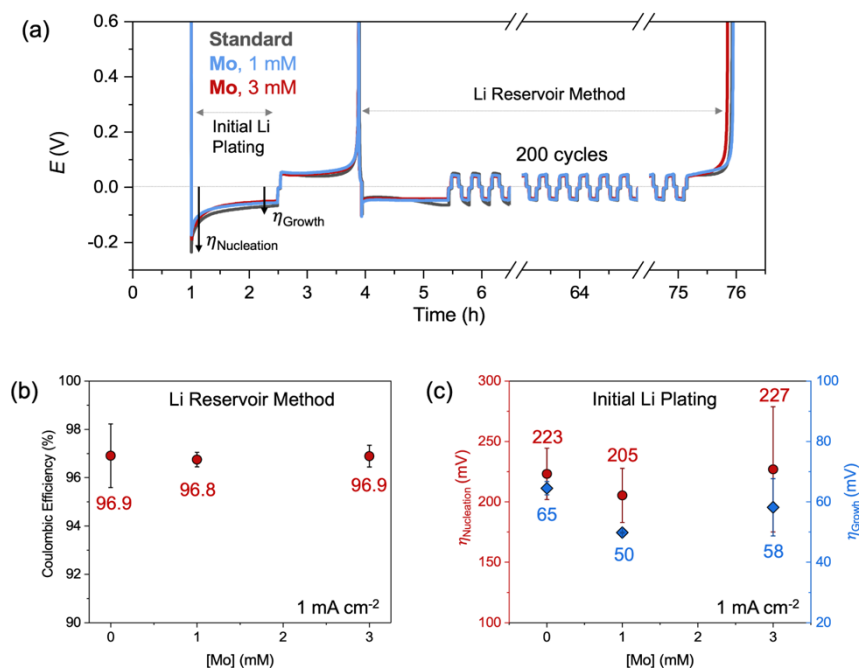 (a)
0.6
0.4
0.2
0.0
-0.2
E (V)
Standard
Mo, 1 mM
Mo, 3 mM
Initial Li
Plating
Li Reservoir Method
200 cycles
ηGrowth
ηNucleation
0 1 2 3 4 5 6 64 75 76
Time (h)
(b)
Li Reservoir Method
100
98
96
94
92
90
Coulombic Efficiency (%)
96.9
96.8
96.9
1 mA cm⁻²
0 1 2 3
[Mo] (mM)
(c)
Initial Li Plating
300
250
225
200
175
150
100
ηNucleation (mV)
223
205
227
65
50
58
100
80
60
40
20
ηGrowh (mV)
1 mA cm⁻²
0 1 2 3
[Mo] (mM)